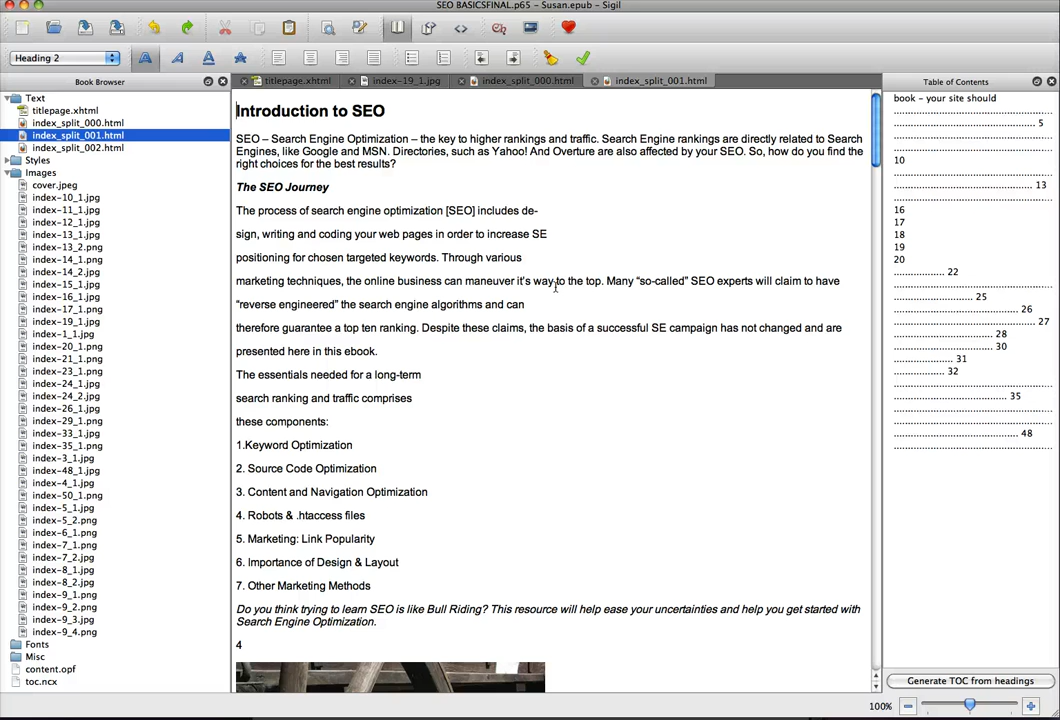 SEO BASICSFINAL.p65 - Susan.epub - Sigil
Heading 2
Book Browser
titlepage.xhtml
index-19_1.jpg
index_split_000.html
index_split_001.html
Table of Contents
Text
titlepage.xhtml
index_split_000.html
index_split_001.html
index_split_002.html
Styles
Images
cover.jpeg
index-10_1.jpg
index-11_1.jpg
index-12_1.jpg
index-13_1.jpg
index-13_2.png
index-14_1.jpg
index-14_2.jpg
index-15_1.jpg
index-16_1.jpg
index-17_1.jpg
index-19_1.jpg
index-1_1.jpg
index-20_1.png
index-21_1.png
index-23_1.png
index-24_1.jpg
index-24_2.jpg
index-26_1.jpg
index-29_1.png
index-33_1.jpg
index-35_1.png
index-3_1.jpg
index-48_1.jpg
index-4_1.jpg
index-50_1.png
index-5_1.jpg
index-5_2.png
index-6_1.png
index-7_1.png
index-7_2.jpg
index-8_1.jpg
index-8_2.jpg
index-9_1.png
index-9_2.png
index-9_3.jpg
index-9_4.png
Fonts
Misc
content.opf
toc.ncx
Introduction to SEO
SEO – Search Engine Optimization – the key to higher rankings and traffic. Search Engine rankings are directly related to Search
Engines, like Google and MSN. Directories, such as Yahoo! And Overture are also affected by your SEO. So, how do you find the
right choices for the best results?
The SEO Journey
The process of search engine optimization [SEO] includes de-
sign, writing and coding your web pages in order to increase SE
positioning for chosen targeted keywords. Through various
marketing techniques, the online business can maneuver it's way to the top. Many “so-called” SEO experts will claim to have
“reverse engineered” the search engine algorithms and can
therefore guarantee a top ten ranking. Despite these claims, the basis of a successful SE campaign has not changed and are
presented here in this ebook.
The essentials needed for a long-term
search ranking and traffic comprises
these components:
1.Keyword Optimization
2. Source Code Optimization
3. Content and Navigation Optimization
4. Robots & .htaccess files
5. Marketing: Link Popularity
6. Importance of Design & Layout
7. Other Marketing Methods
Do you think trying to learn SEO is like Bull Riding? This resource will help ease your uncertainties and help you get started with
Search Engine Optimization.
4
book - your site should
5
10
13
16
17
18
19
20
22
25
26
27
28
30
31
32
35
48
Generate TOC from headings
100%